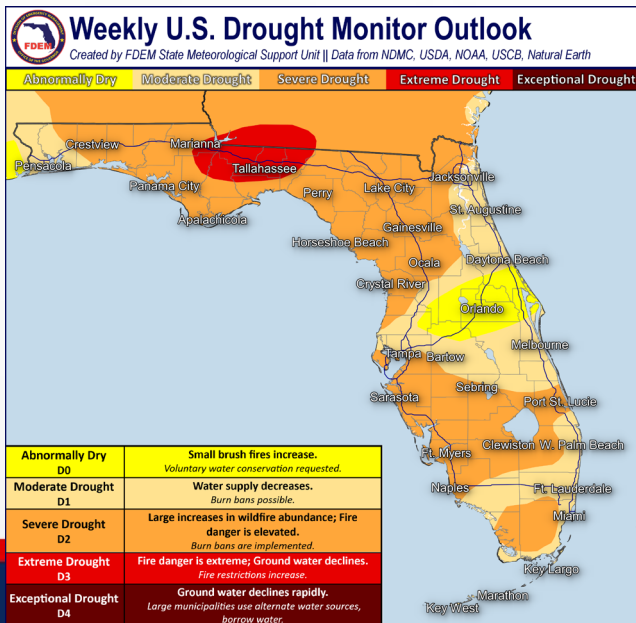 FDEM
Weekly U.S. Drought Monitor Outlook
Created by FDEM State Meteorological Support Unit || Data from NDMC, USDA, NOAA, USCB, Natural Earth
Abnormally Dry Moderate Drought Severe Drought Extreme Drought Exceptional Drought
Crestview
Marianna
Pensacola
Tallahassee
Panama City
Perry
Lake City
Jacksonville
Apalachicola
St. Augustine
Gainesville
Horseshoe Beach
Ocala
Daytona Beach
Crystal River
Orlando
Melbourne
Tampa
Bartow
Sebring
Sarasota
Port St. Lucie
Clewiston
W. Palm Beach
Ft. Myers
Naples
Ft. Lauderdale
Miami
Key Largo
Marathon
Key West
Abnormally Dry
D0
Small brush fires increase.
Voluntary water conservation requested.
Moderate Drought
D1
Water supply decreases.
Burn bans possible.
Severe Drought
D2
Large increases in wildfire abundance; Fire
danger is elevated.
Burn bans are implemented.
Extreme Drought
D3
Fire danger is extreme; Ground water declines.
Fire restrictions increase.
Exceptional Drought
D4
Ground water declines rapidly.
Large municipalities use alternate water sources,
borrow water.